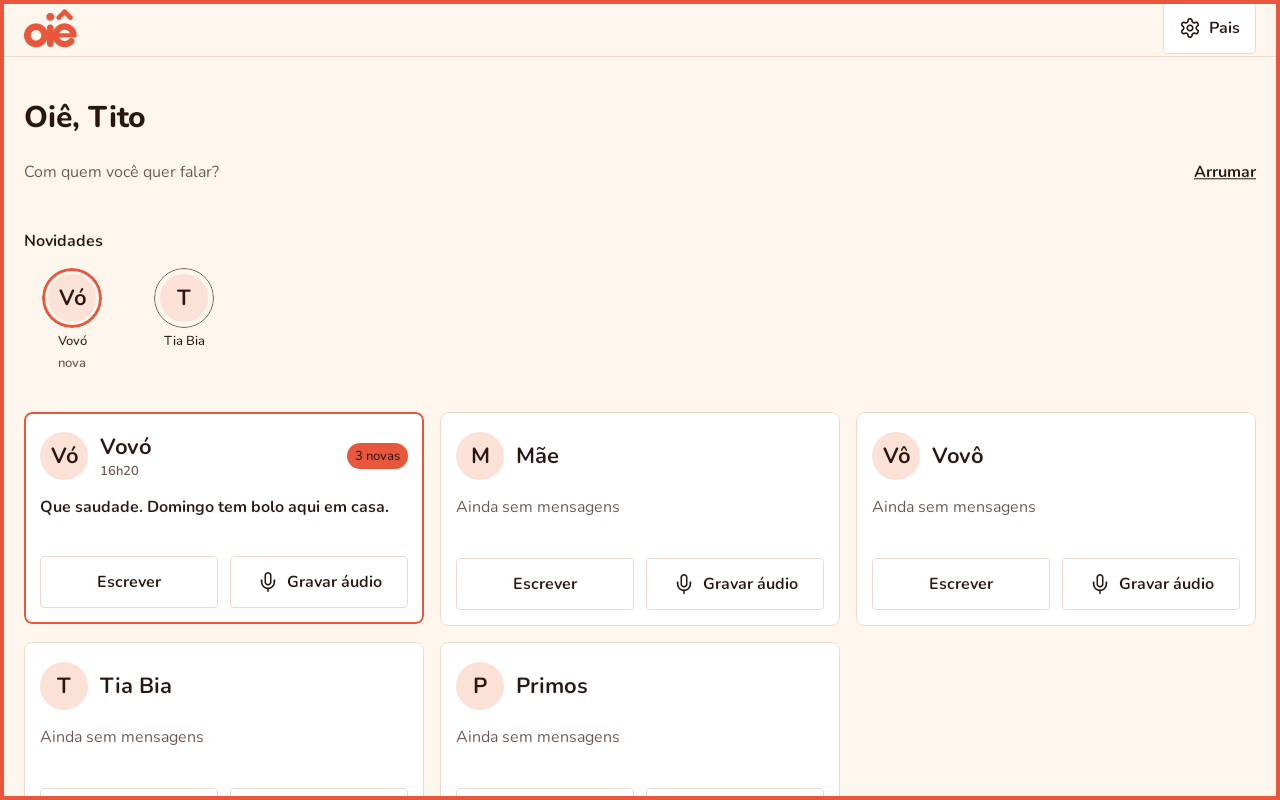 oiê
Pais
Oiê, Tito
Com quem você quer falar?
Arrumar
Novidades
Vó
T
Vovó
Tia Bia
nova
Vó
Vovó
16h20
3 novas
Que saudade. Domingo tem bolo aqui em casa.
Escrever
Gravar áudio
M
Mãe
Ainda sem mensagens
Escrever
Gravar áudio
Vô
Vovô
Ainda sem mensagens
Escrever
Gravar áudio
T
Tia Bia
Ainda sem mensagens
P
Primos
Ainda sem mensagens